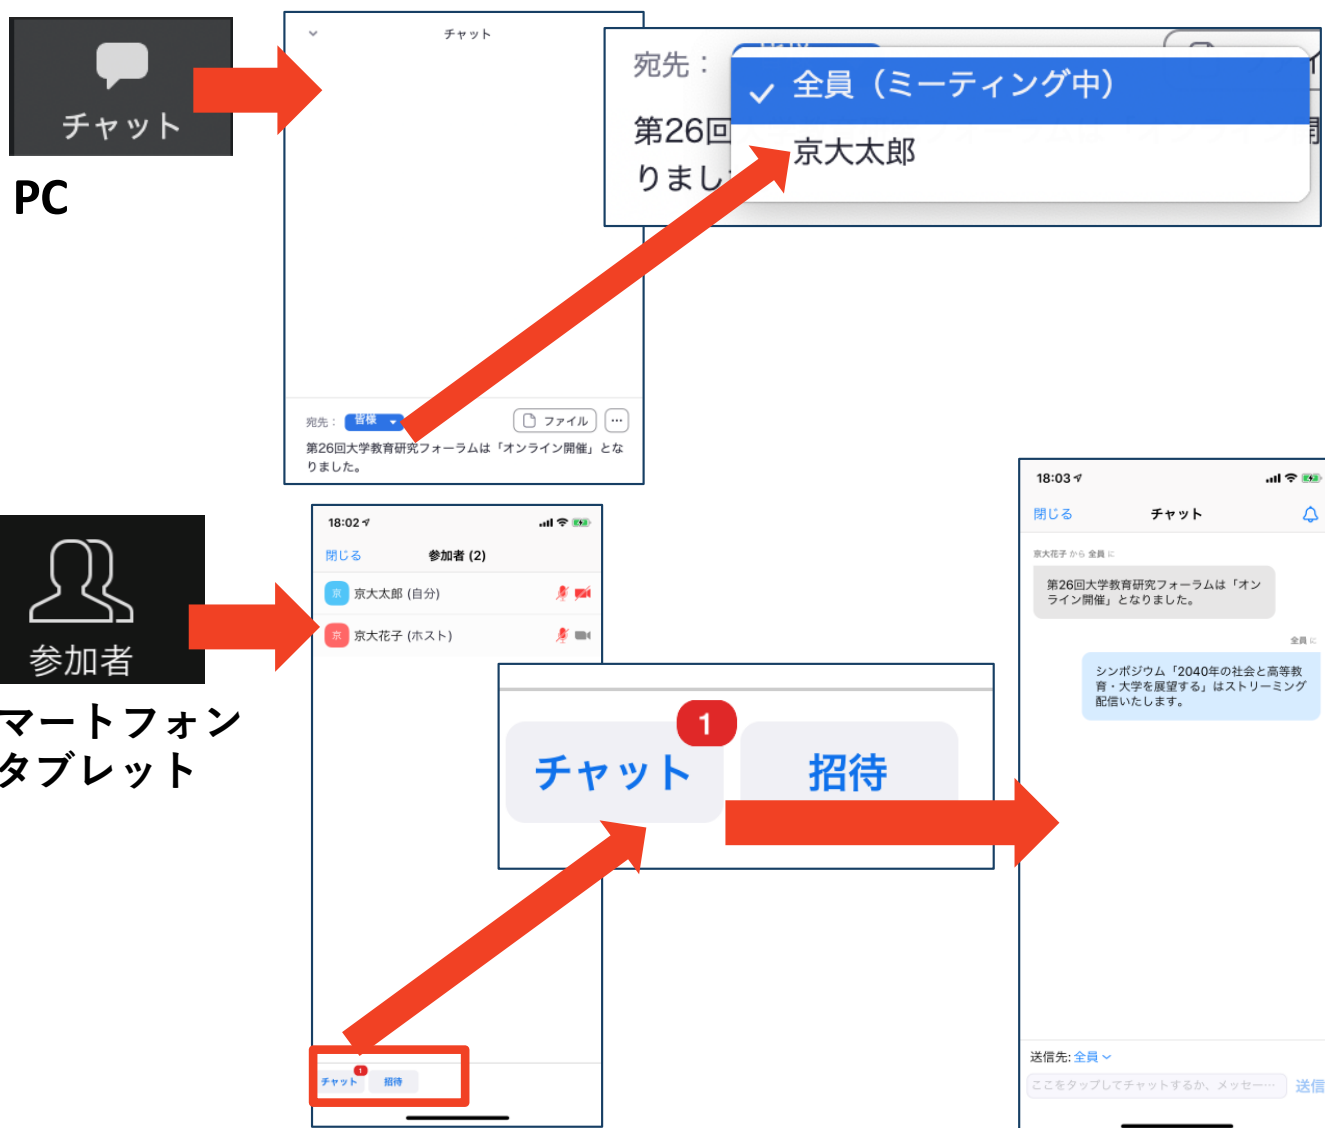 チャット
PC
チャット
宛先：
皆様
ファイル
第26回大学教育研究フォーラムは「オンライン開催」とな
りました。
宛先：
全員（ミーティング中）
第26回
京大太郎
りまし
参加者
マートフォン
タブレット
18:02
閉じる
参加者 (2)
京 京大太郎 (自分)
京 京大花子 (ホスト)
チャット
1
招待
チャット
1
招待
18:03
閉じる
チャット
京大花子 から 全員 に
第26回大学教育研究フォーラムは「オン
ライン開催」となりました。
全員 に
シンポジウム「2040年の社会と高等教
育・大学を展望する」はストリーミング
配信いたします。
送信先: 全員
ここをタップしてチャットするか、メッセー…
送信